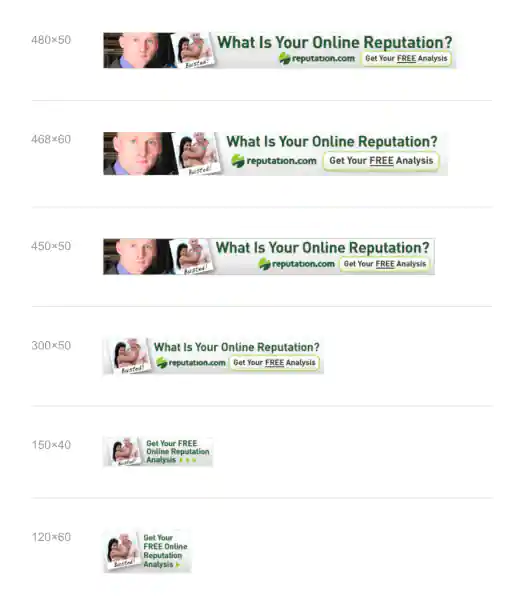 480×50
What Is Your Online Reputation?
Busted!
reputation.com
Get Your FREE Analysis
468×60
What Is Your Online Reputation?
Busted!
reputation.com
Get Your FREE Analysis
450×50
What Is Your Online Reputation?
Busted!
reputation.com
Get Your FREE Analysis
300×50
What Is Your Online Reputation?
Busted!
reputation.com
Get Your FREE Analysis
150×40
Get Your FREE
Online Reputation
Analysis
Busted!
120×60
Get Your
FREE Online
Reputation
Analysis
Busted!